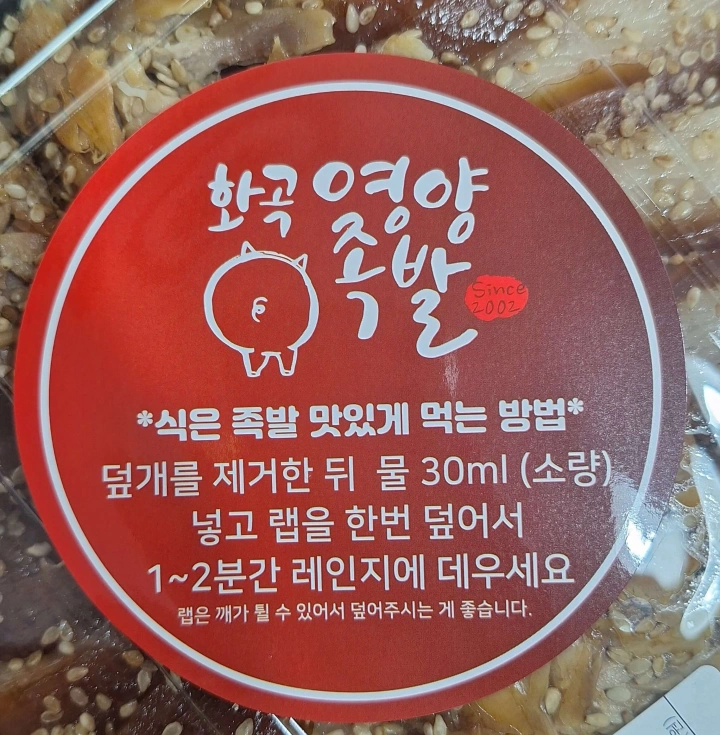 화곡 영양
족발
Since
2002
*식은 족발 맛있게 먹는 방법*
덮개를 제거한 뒤 물 30ml (소량)
넣고 랩을 한번 덮어서
1~2분간 레인지에 데우세요
랩은 깨가 튈 수 있어서 덮어주시는 게 좋습니다.